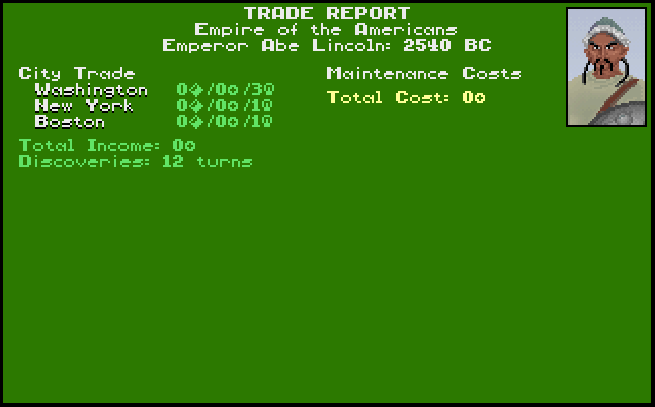 TRADE REPORT
Empire of the Americans
Emperor Abe Lincoln: 2540 BC
City Trade
Washington 0/0/3
New York 0/0/1
Boston 0/0/1
Total Income: 0
Discoveries: 12 turns
Maintenance Costs
Total Cost: 0